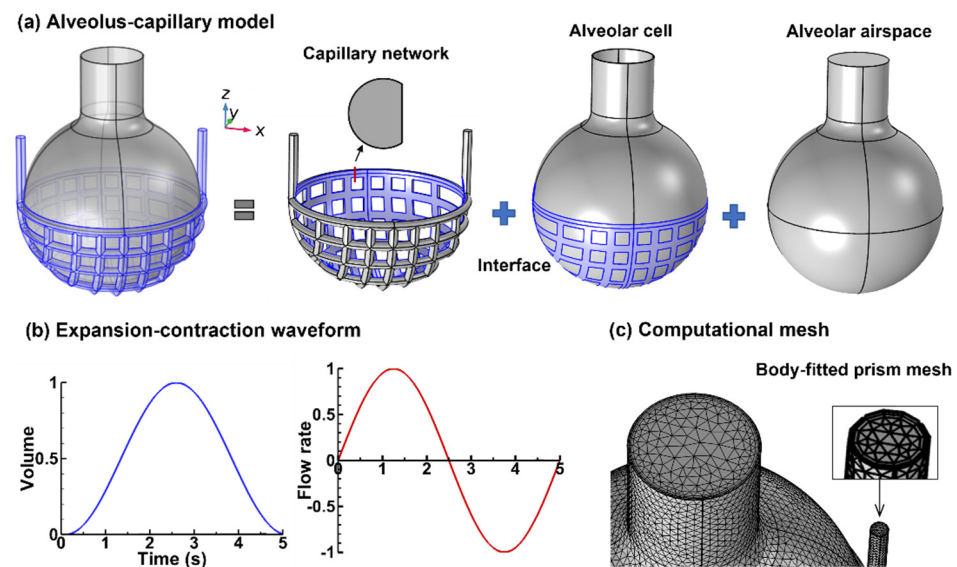 (a) Alveolus-capillary model
Capillary network
Alveolar cell
Alveolar airspace
z
y
x
=
+
+
Interface
(b) Expansion-contraction waveform
Volume
1
0.5
0
0
1
2
3
4
5
Time (s)
Flow rate
1
0.5
0
-0.5
-1
1
2
3
4
5
(c) Computational mesh
Body-fitted prism mesh